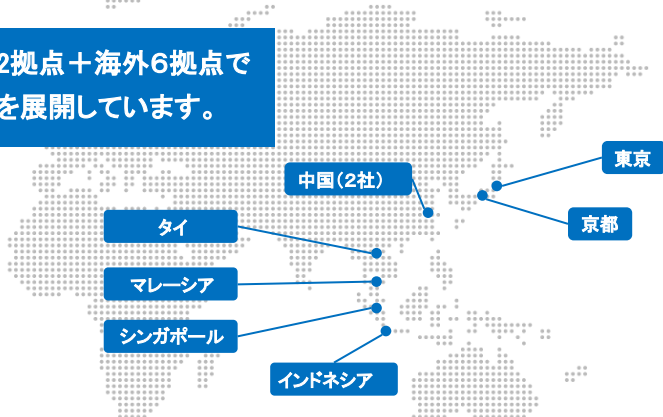 2拠点＋海外６拠点で
を展開しています。
東京
中国（２社）
京都
タイ
マレーシア
シンガポール
インドネシア